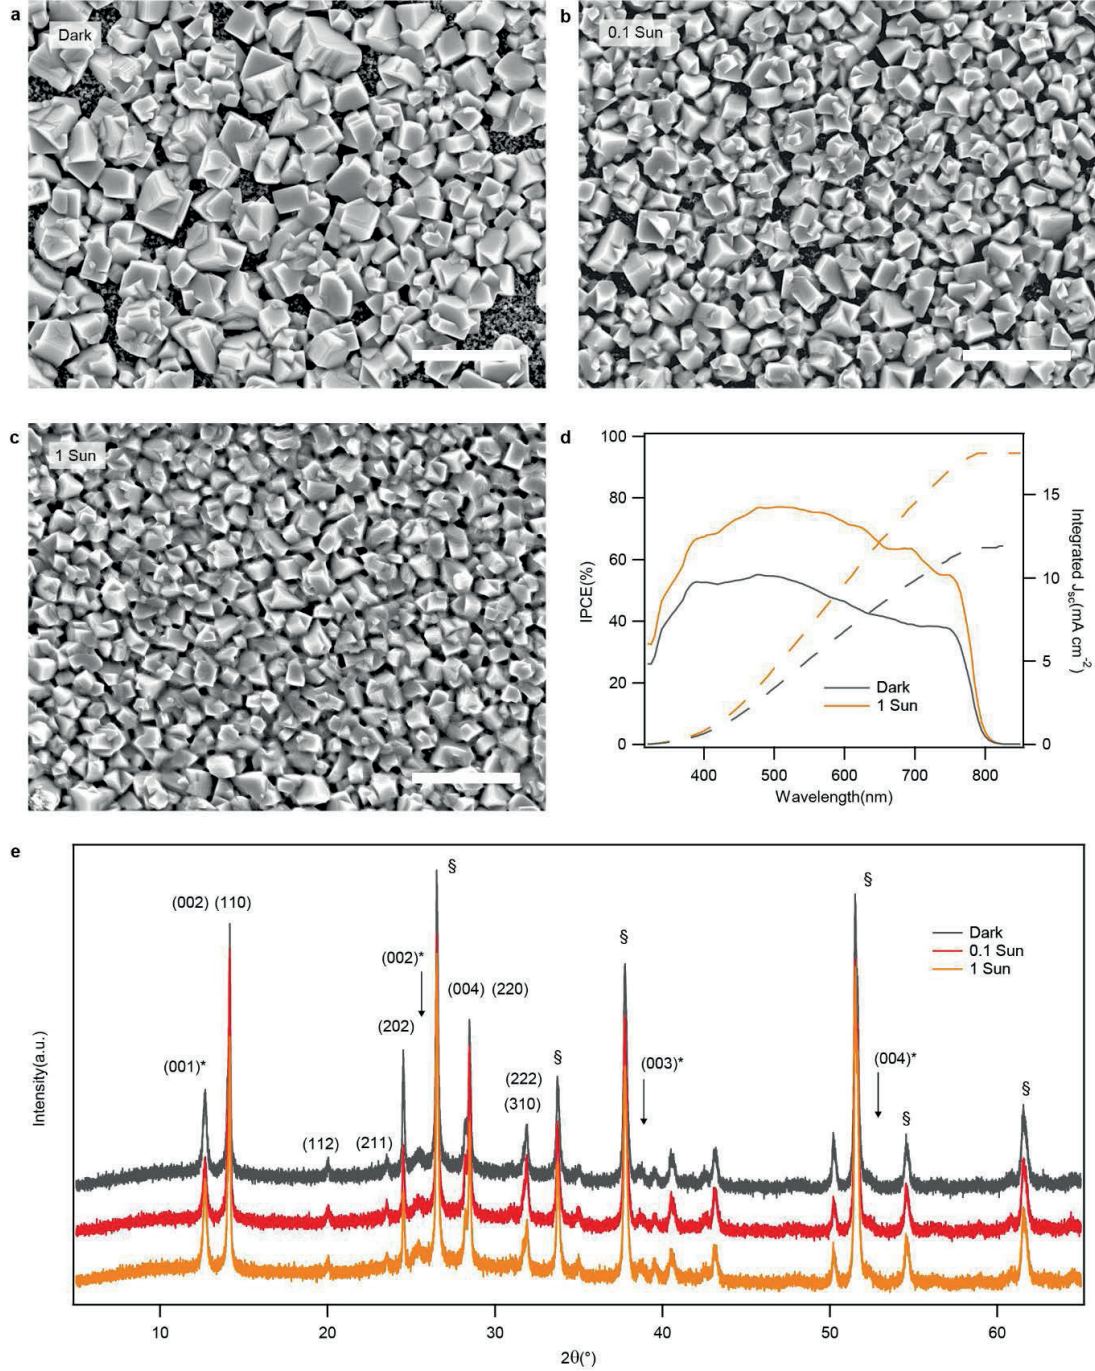 a
Dark
b
0.1 Sun
c
1 Sun
d
100
80
60
40
20
0
IPCE(%)
15
10
5
0
Integrated Jsc(mA cm-2)
Dark
1 Sun
400
500
600
700
800
Wavelength(nm)
e
Intensity(a.u.)
(002) (110)
§
(002)*
(001)*
(112)
(211)
(202)
(004) (220)
(222)
(310)
§
§
(003)*
§
(004)*
§
§
Dark
0.1 Sun
1 Sun
10
20
30
40
50
60
2θ(°)